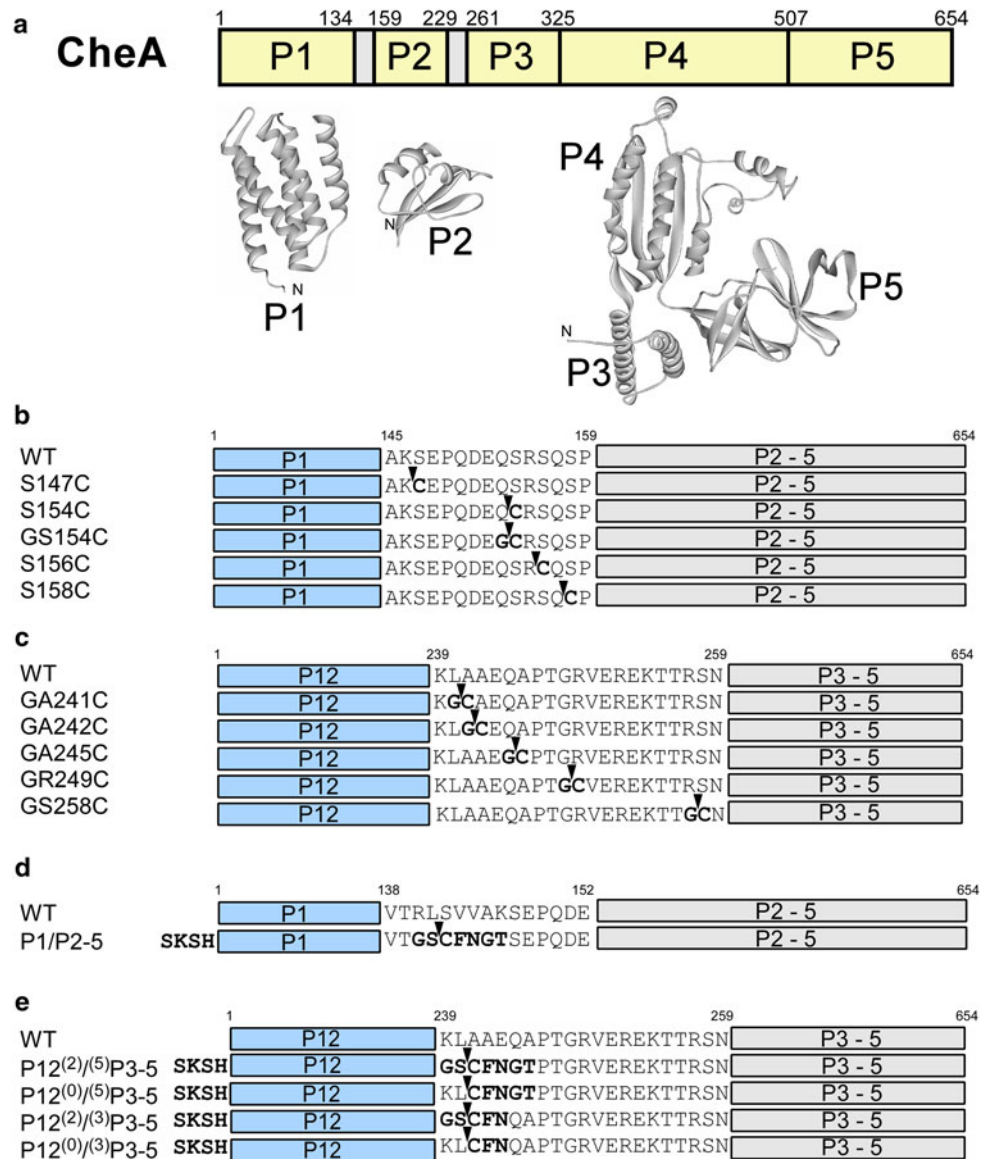 a
1 134 159 229 261 325 507 654
CheA P1 P2 P3 P4 P5
P4
N P2
P5
N
P1
N
P3
b
1 145 159 654
WT P1 AKSEPQDEQSRSQSP P2 - 5
S147C P1 AKCEPQDEQSRSQSP P2 - 5
S154C P1 AKSEPQDEQCRSQSP P2 - 5
GS154C P1 AKSEPQDEGCRSQSP P2 - 5
S156C P1 AKSEPQDEQSRCQSP P2 - 5
S158C P1 AKSEPQDEQSRSQCP P2 - 5
c
1 239 259 654
WT P12 KLAAEQAPTGRVEREKTTRSN P3 - 5
GA241C P12 KGCAEQAPTGRVEREKTTRSN P3 - 5
GA242C P12 KLGCEQAPTGRVEREKTTRSN P3 - 5
GA245C P12 KLAAEGCPTGRVEREKTTRSN P3 - 5
GR249C P12 KLAAEQAPTGCVEREKTTRSN P3 - 5
GS258C P12 KLAAEQAPTGRVEREKTTGCN P3 - 5
d
1 138 152 654
WT P1 VTRLSVVAKSEPQDE P2 - 5
P1/P2-5 SKSH P1 VTGSCFNGTSEPQDE P2 - 5
e
1 239 259 654
WT P12 KLAAEQAPTGRVEREKTTRSN P3 - 5
P12(2)/(5)P3-5 SKSH P12 GSCFNGTPTGRVEREKTTRSN P3 - 5
P12(0)/(5)P3-5 SKSH P12 KLCFNGTPTGRVEREKTTRSN P3 - 5
P12(2)/(3)P3-5 SKSH P12 GSCFNQAPTGRVEREKTTRSN P3 - 5
P12(0)/(3)P3-5 SKSH P12 KLCFNQAPTGRVEREKTTRSN P3 - 5